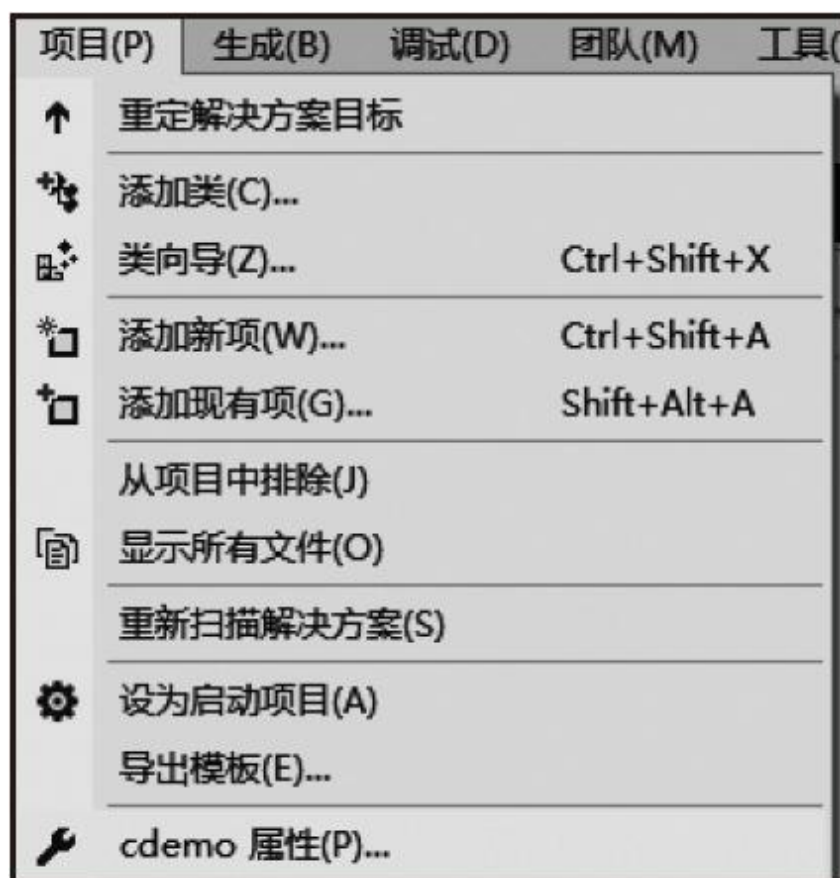 项目(P) 生成(B) 调试(D) 团队(M) 工具(
重定解决方案目标
添加类(C)...
类向导(Z)... Ctrl+Shift+X
添加新项(W)... Ctrl+Shift+A
添加现有项(G)... Shift+Alt+A
从项目中排除(J)
显示所有文件(O)
重新扫描解决方案(S)
设为启动项目(A)
导出模板(E)...
cdemo 属性(P)...